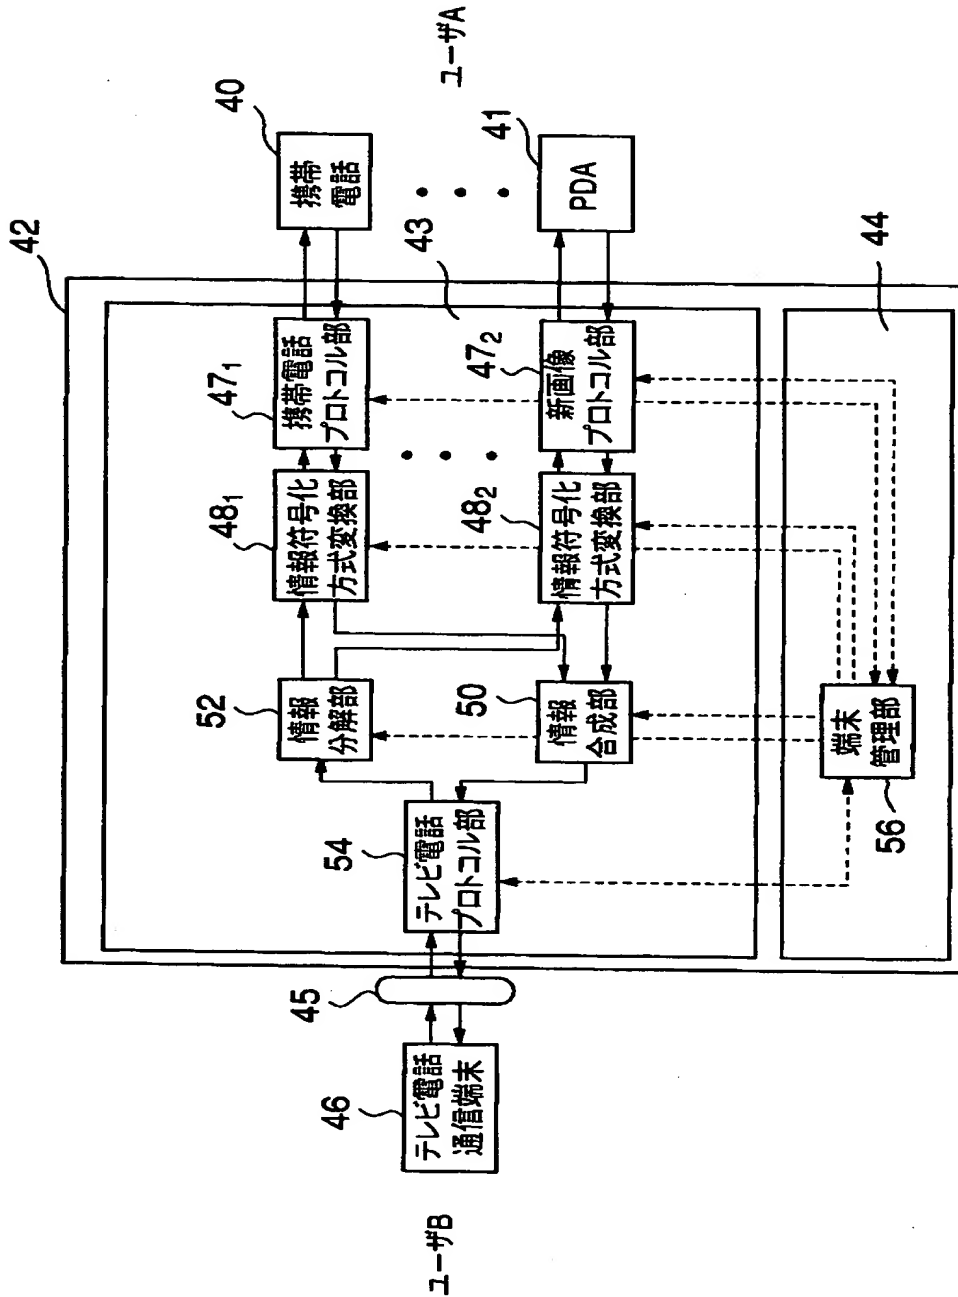 ユーザA
40
携帯
電話
41
PDA
42
43
44
47₁
携帯電話
プロトコル部
47₂
新画像
プロトコル部
48₁
情報符号化
方式変換部
48₂
情報符号化
方式変換部
52
情報
分解部
50
情報
合成部
端末
管理部
56
54
テレビ電話
プロトコル部
45
46
テレビ電話
通信端末
ユーザB